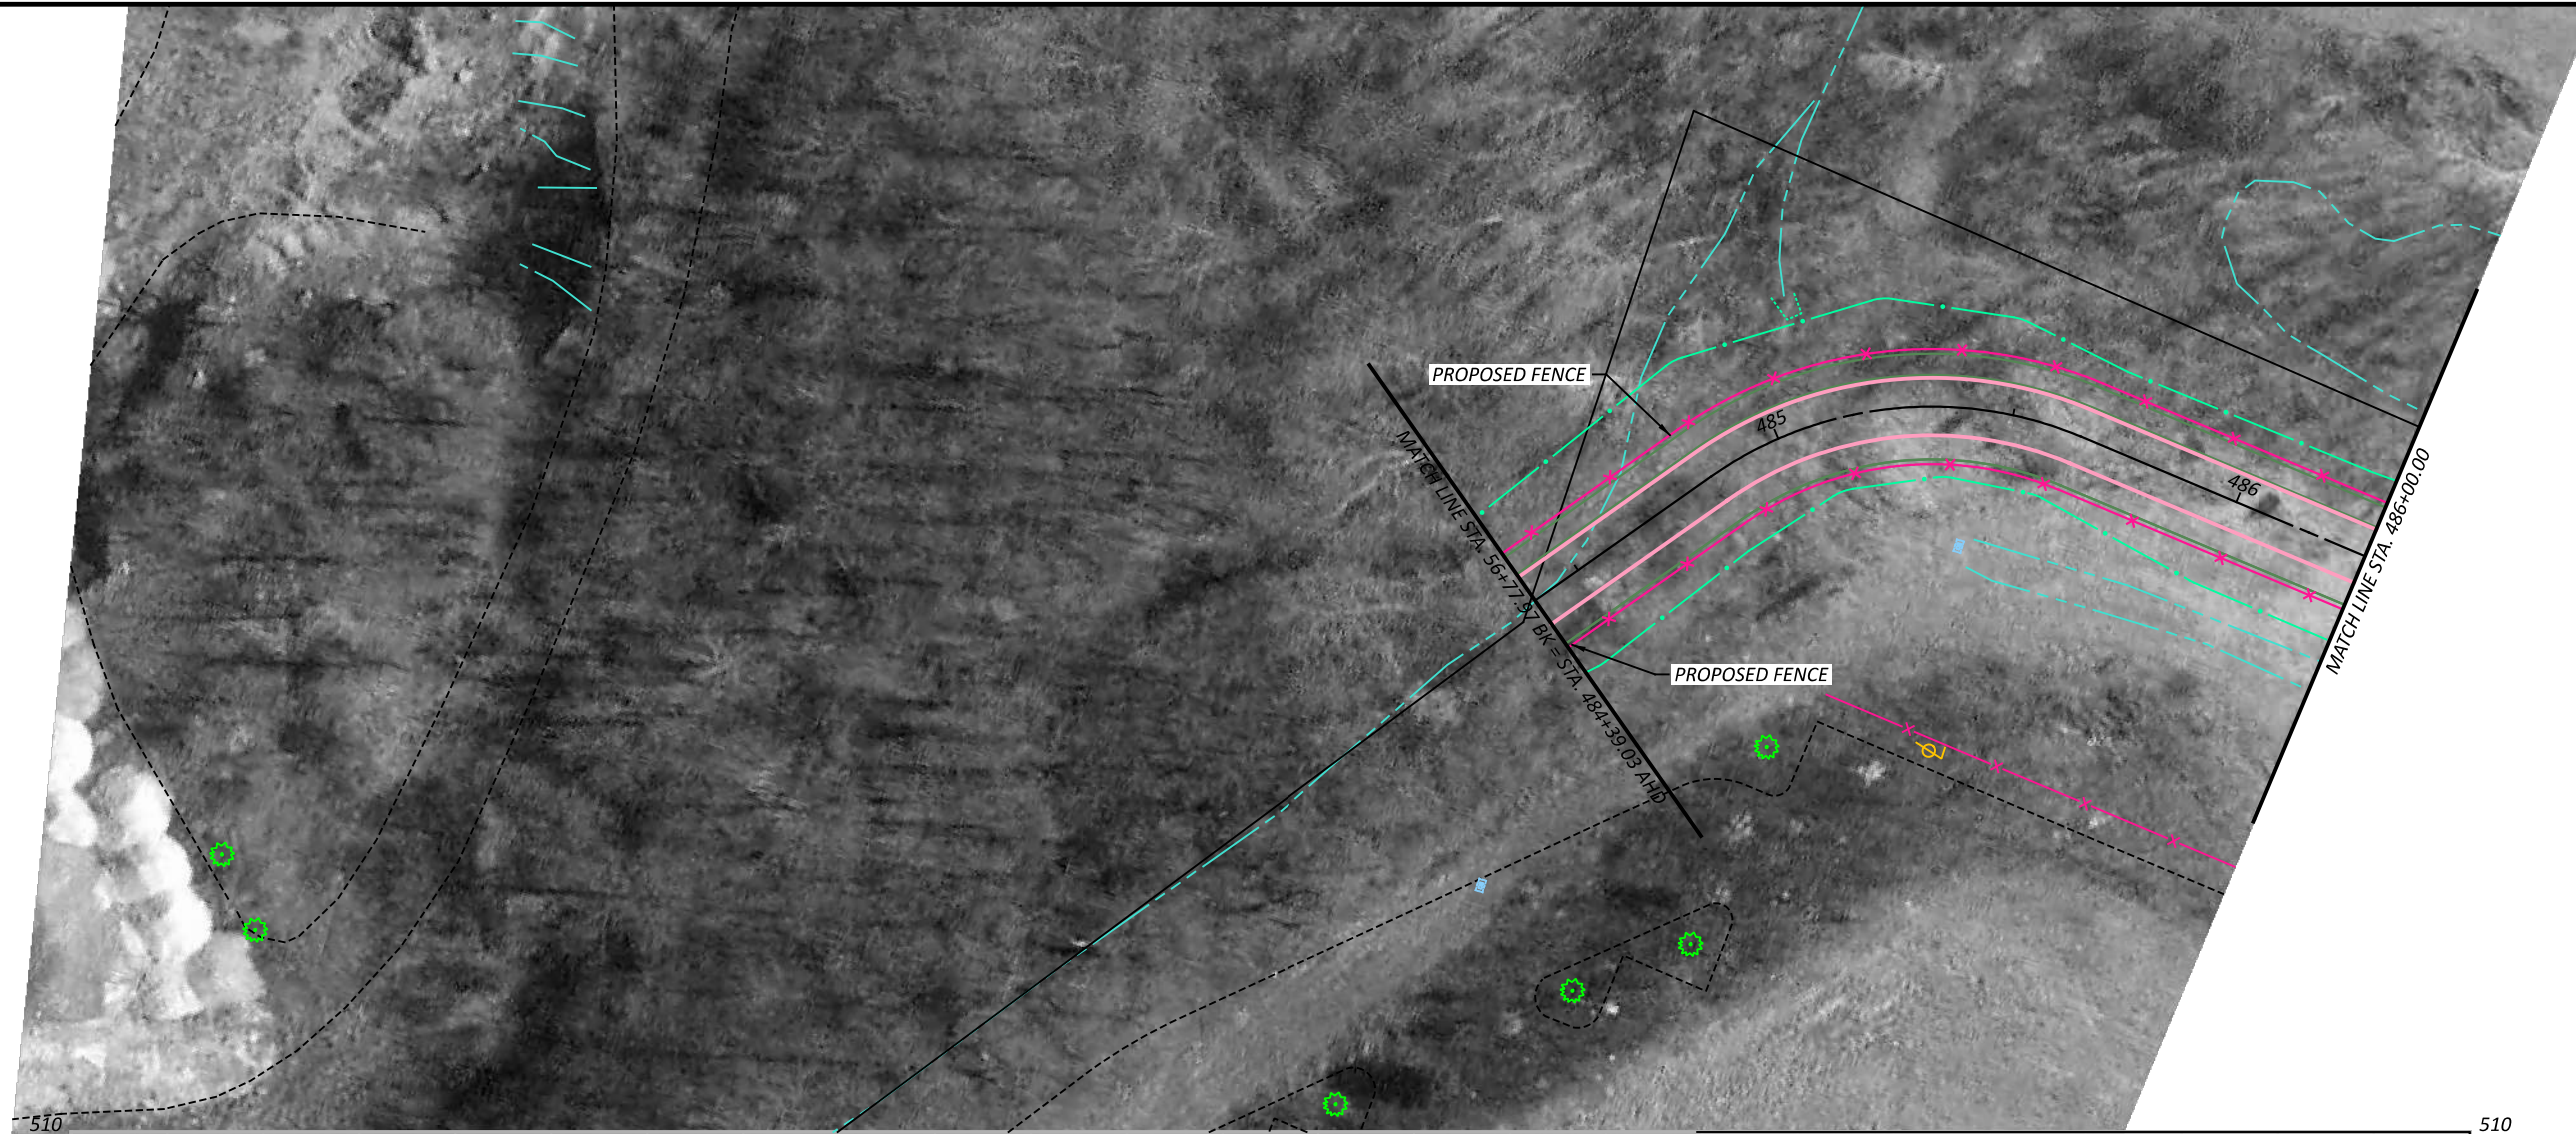 PROPOSED FENCE
485
MATCH LINE STA. 56+77.97 BK = STA. 484+39.03 AHD
486
MATCH LINE STA. 486+00.00
PROPOSED FENCE
510
510